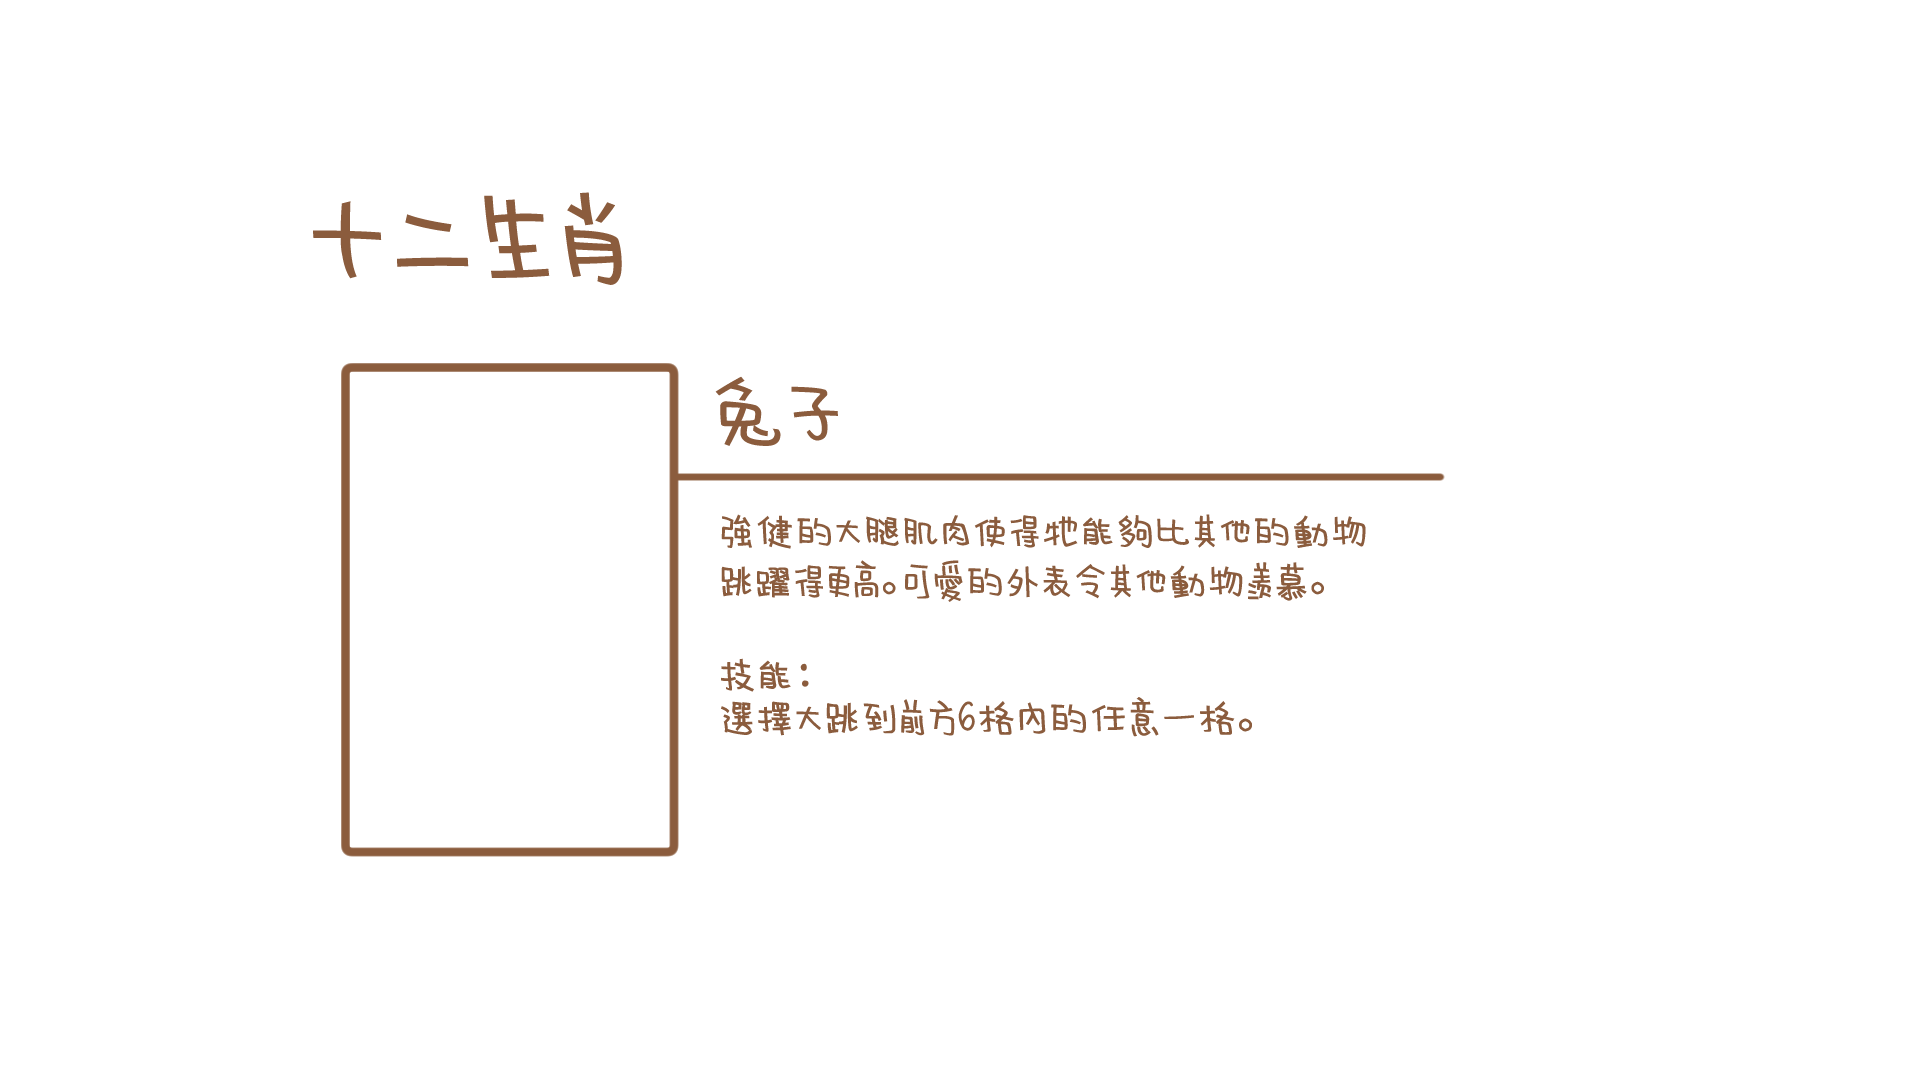 十二生肖
兔子
強健的大腿肌肉使得牠能夠比其他的動物
跳躍得更高。可愛的外表令其他動物羨慕。
技能：
選擇大跳到前方6格內的任意一格。